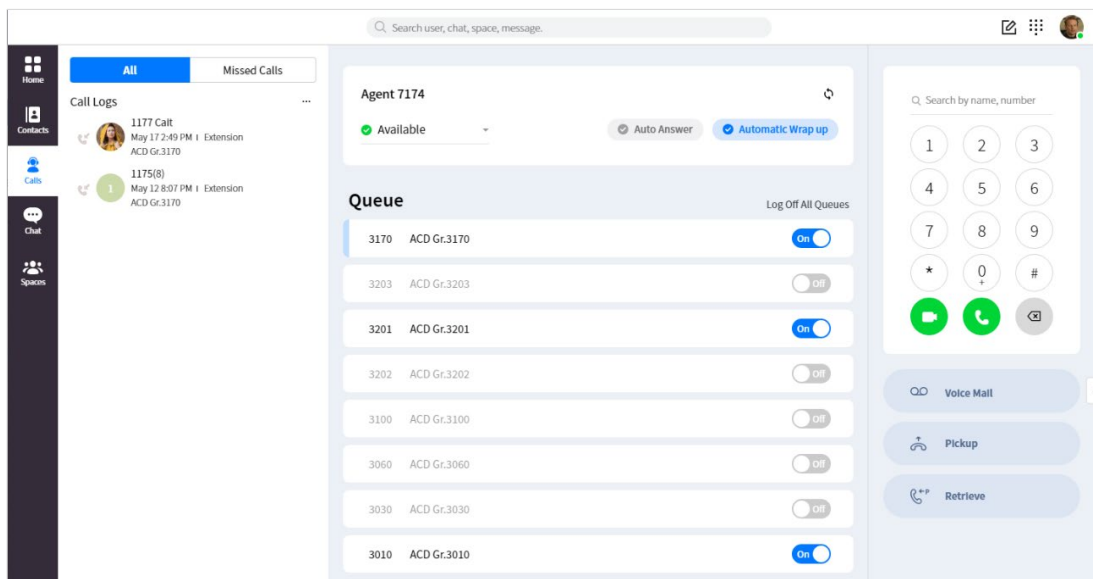 Search user, chat, space, message.
Home
Contacts
Calls
Chat
Spaces
All Missed Calls
Call Logs ...
1177 Cait
May 17 2:49 PM I Extension
ACD Gr.3170
1
1175(8)
May 12 8:07 PM I Extension
ACD Gr.3170
Agent 7174
Available Auto Answer Automatic Wrap up
Queue Log Off All Queues
3170 ACD Gr.3170 On
3203 ACD Gr.3203 Off
3201 ACD Gr.3201 On
3202 ACD Gr.3202 Off
3100 ACD Gr.3100 Off
3060 ACD Gr.3060 Off
3030 ACD Gr.3030 Off
3010 ACD Gr.3010 On
Search by name, number
1 2 3
4 5 6
7 8 9
* 0 #
+
Voice Mail
Pickup
Retrieve